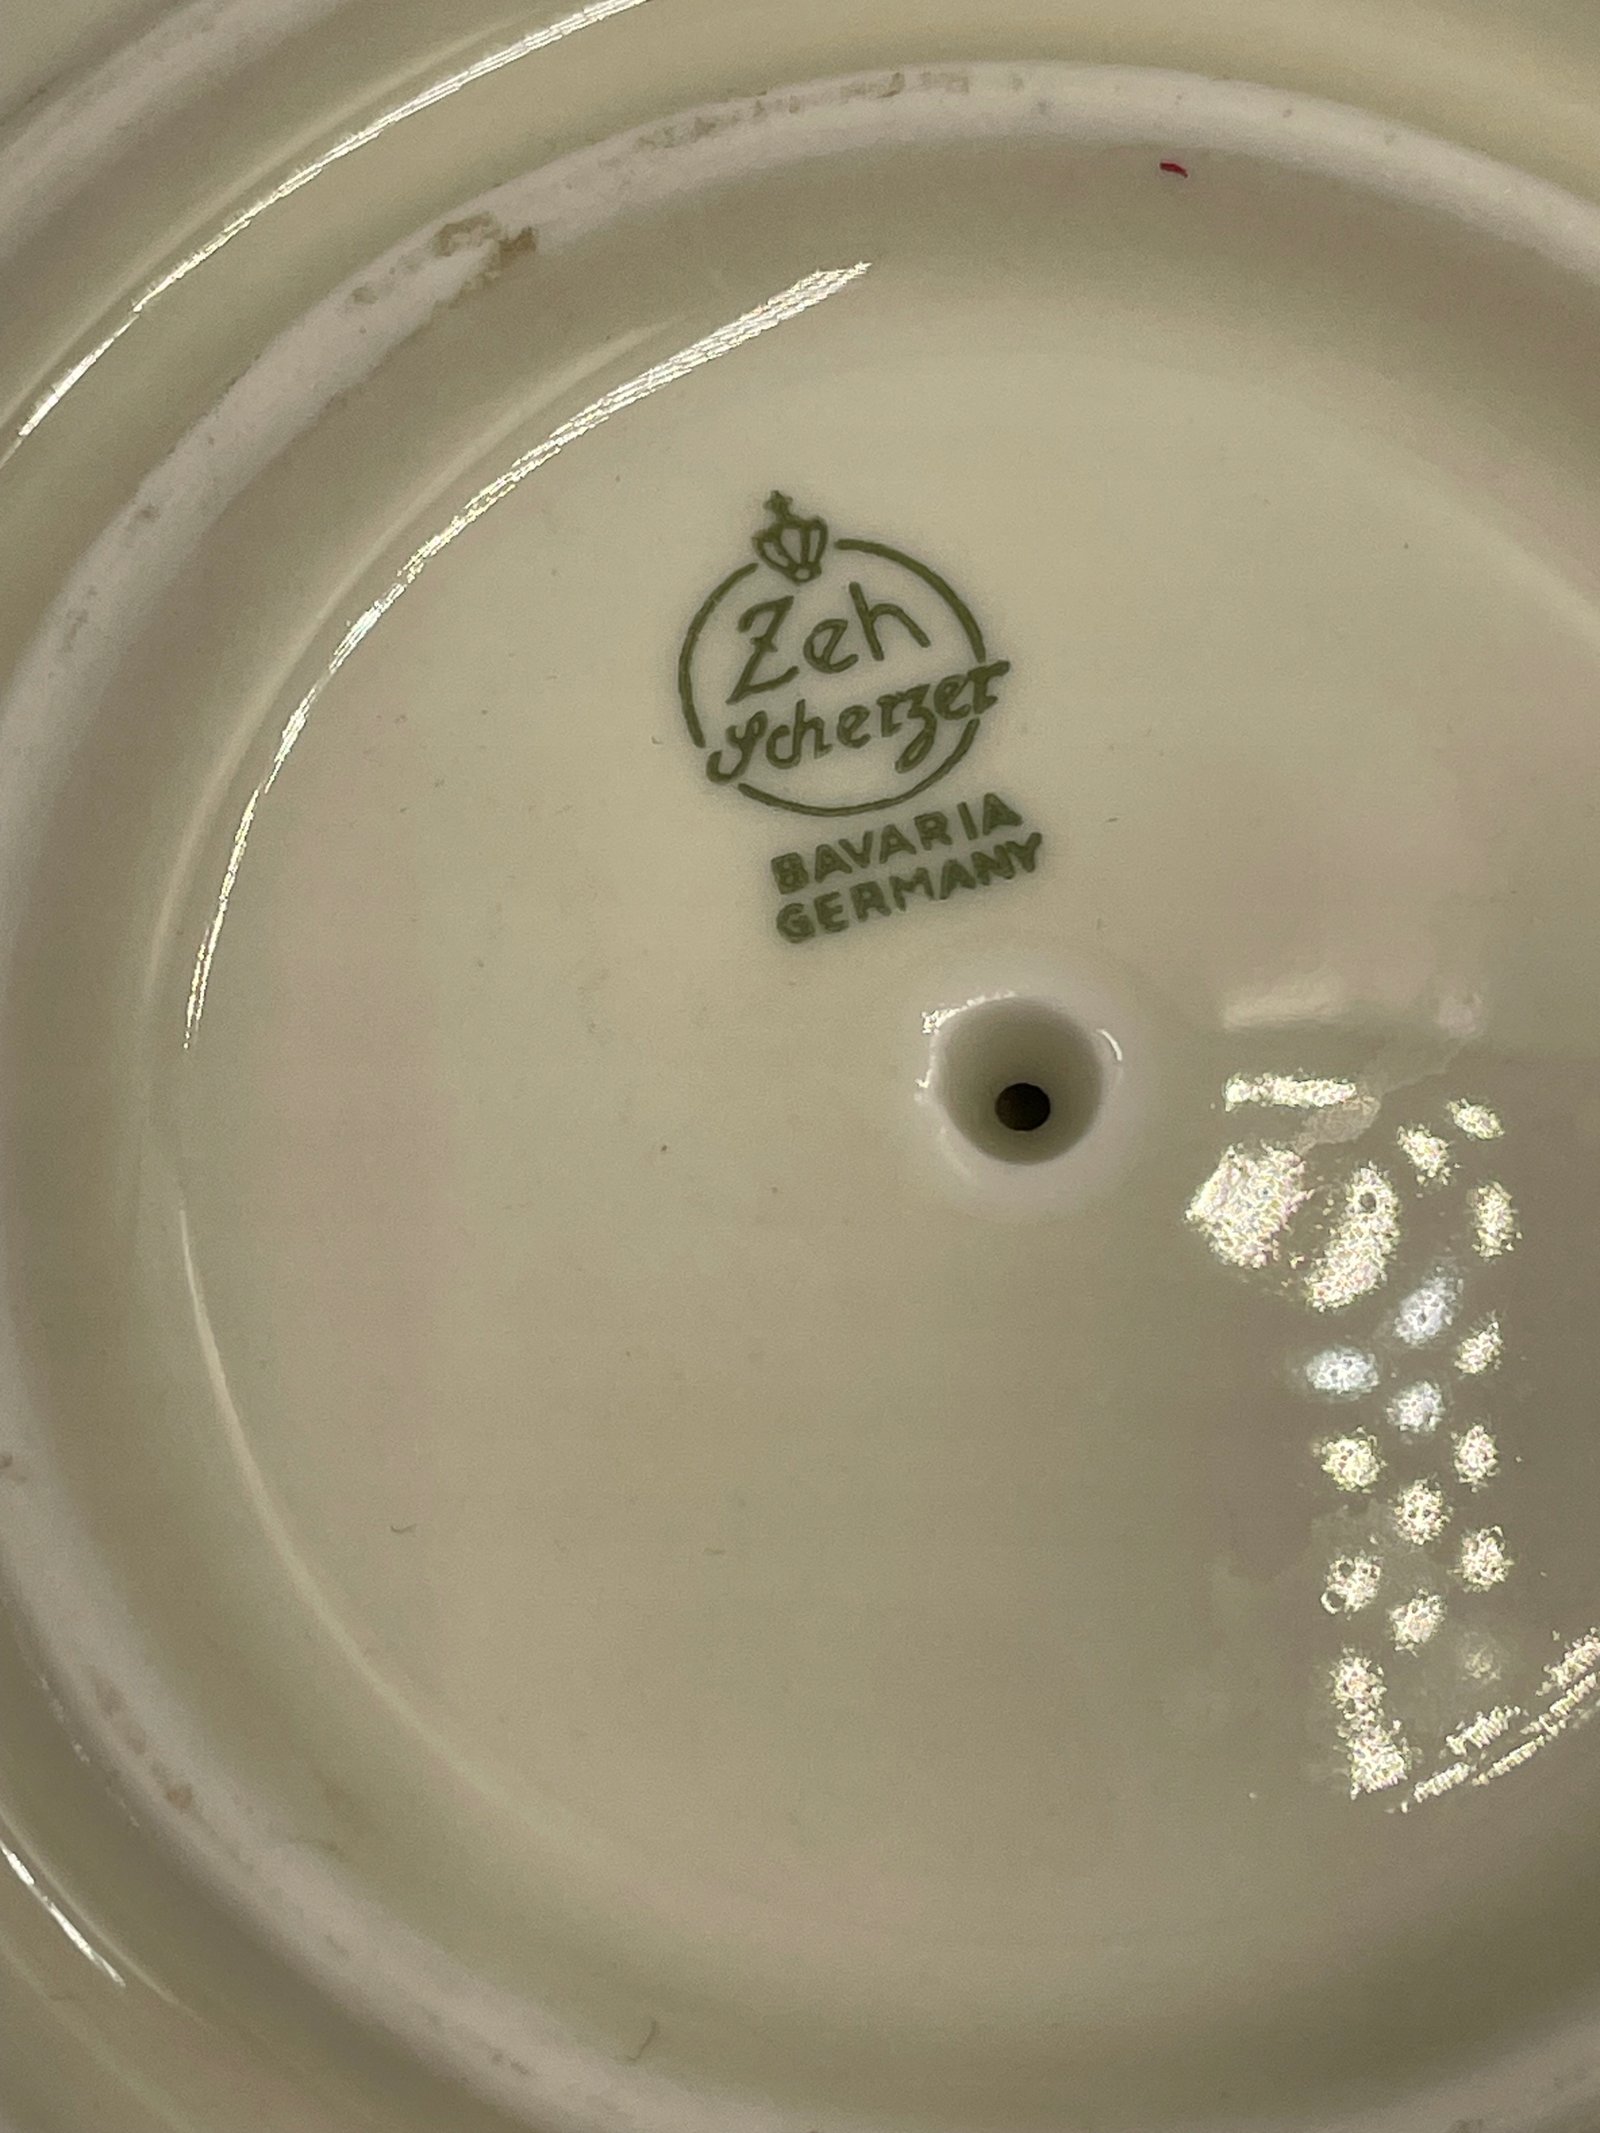 Zeh
Scherzer
BAVARIA
GERMANY